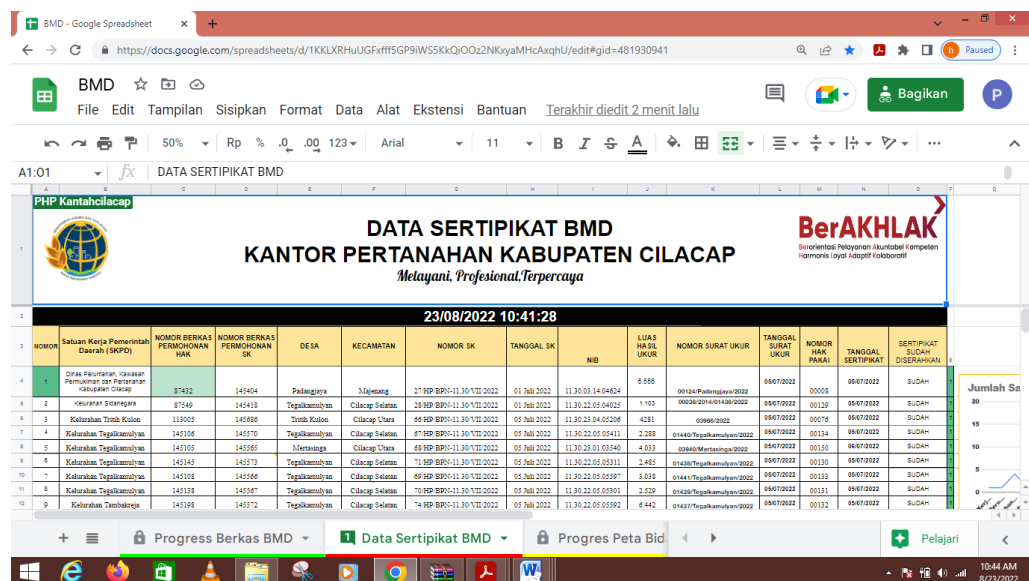 BMD - Google Spreadsheet
https://docs.google.com/spreadsheets/d/1KKLXRHuUGFxfff5GP9iWS5KkQiOOz2NKxyaMHcAxqhU/edit#gid=481930941
h Paused
BMD
File Edit Tampilan Sisipkan Format Data Alat Ekstensi Bantuan Terakhir diedit 2 menit lalu
Bagikan
P
50% Rp % .0 .00 123 Arial 11 B I S A
A1:O1 fx DATA SERTIPIKAT BMD
A B C D E F G H I J K L M N O P Q
PHP Kantahcilacap
DATA SERTIPIKAT BMD
KANTOR PERTANAHAN KABUPATEN CILACAP
Melayani, Profesional,Terpercaya
BerAKHLAK
Berorientasi Pelayanan Akuntabel Kompeten
Harmonis Loyal Adaptif Kolaboratif
23/08/2022 10:41:28
NOMOR Satuan Kerja Pemerintah Daerah (SKPD) NOMOR BERKAS PERMOHONAN HAK NOMOR BERKAS PERMOHONAN SK DESA KECAMATAN NOMOR SK TANGGAL SK NIB LUAS HASIL UKUR NOMOR SURAT UKUR TANGGAL SURAT UKUR NOMOR HAK PAKAI TANGGAL SERTIPIKAT SERTIPIKAT SUDAH DISERAHKAN
1 Dinas Perumahan, Kawasan Permukiman dan Pertanahan Kabupaten Cilacap 87432 145404 Padangjaya Majenang 27/HP/BPN-11.30/VII/2022 01 Juli 2022 11.30.03.14.04624 5.556 00124/Padangjaya/2022 05/07/2022 00008 05/07/2022 SUDAH
2 Kelurahan Sidanegara 87549 145418 Tegalkamulyan Cilacap Selatan 28/HP/BPN-11.30/VII/2022 01 Juli 2022 11.30.22.05.04025 1.103 00038/2014/01436/2022 05/07/2022 00129 05/07/2022 SUDAH
3 Kelurahan Tritih Kulon 113005 145686 Tritih Kulon Cilacap Utara 66/HP/BPN-11.30/VII/2022 05 Juli 2022 11.30.23.04.05206 4281 03966/2022 05/07/2022 00076 06/07/2022 SUDAH
4 Kelurahan Tegalkamulyan 145106 145570 Tegalkamulyan Cilacap Selatan 67/HP/BPN-11.30/VII/2022 05 Juli 2022 11.30.22.05.05411 2.288 01440/Tegalkamulyan/2022 05/07/2022 00134 05/07/2022 SUDAH
5 Kelurahan Tegalkamulyan 145105 145565 Mertasinga Cilacap Utara 68/HP/BPN-11.30/VII/2022 05 Juli 2022 11.30.23.01.03540 4.033 03940/Mertasinga/2022 05/07/2022 00150 06/07/2022 SUDAH
6 Kelurahan Tegalkamulyan 145145 145573 Tegalkamulyan Cilacap Selatan 71/HP/BPN-11.30/VII/2022 05 Juli 2022 11.30.22.05.05311 2.485 01438/Tegalkamulyan/2022 05/07/2022 00130 05/07/2022 SUDAH
7 Kelurahan Tegalkamulyan 145108 145566 Tegalkamulyan Cilacap Selatan 69/HP/BPN-11.30/VII/2022 05 Juli 2022 11.30.22.05.05597 3.038 01441/Tegalkamulyan/2022 05/07/2022 00133 05/07/2022 SUDAH
8 Kelurahan Tegalkamulyan 145138 145567 Tegalkamulyan Cilacap Selatan 70/HP/BPN-11.30/VII/2022 05 Juli 2022 11.30.22.05.05301 2.529 01439/Tegalkamulyan/2022 05/07/2022 00131 05/07/2022 SUDAH
9 Kelurahan Tambakreja 145198 145572 Tegalkamulyan Cilacap Selatan 74/HP/BPN-11.30/VII/2022 05 Juli 2022 11.30.22.05.05592 6.442 01437/Tegalkamulyan/2022 05/07/2022 00132 05/07/2022 SUDAH
Jumlah Sa
20
15
10
5
0
Progress Berkas BMD 1 Data Sertipikat BMD Progres Peta Bid Pelajari
10:44 AM
8/23/2022